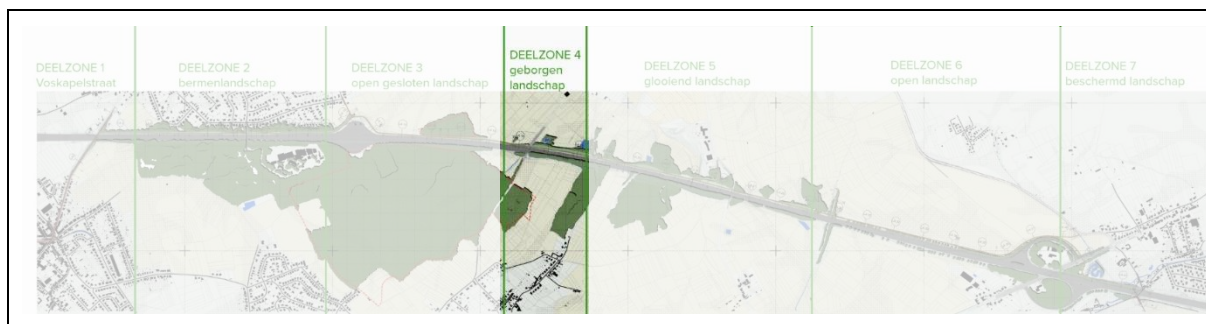 DEELZONE 1
Voskapelstraat
DEELZONE 2
bermenlandschap
DEELZONE 3
open gesloten landschap
DEELZONE 4
geborgen
landschap
DEELZONE 5
glooiend landschap
DEELZONE 6
open landschap
DEELZONE 7
beschermd landschap